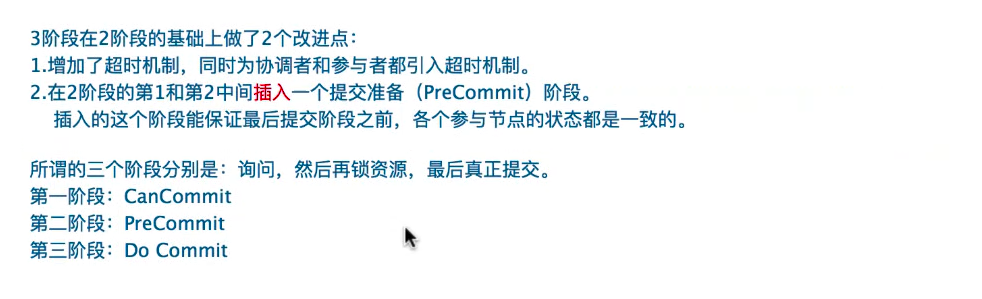 3阶段在2阶段的基础上做了2个改进点：
1.增加了超时机制，同时为协调者和参与者都引入超时机制。
2.在2阶段的第1和第2中间插入一个提交准备（PreCommit）阶段。
插入的这个阶段能保证最后提交阶段之前，各个参与节点的状态都是一致的。
所谓的三个阶段分别是：询问，然后再锁资源，最后真正提交。
第一阶段：CanCommit
第二阶段：PreCommit
第三阶段：Do Commit